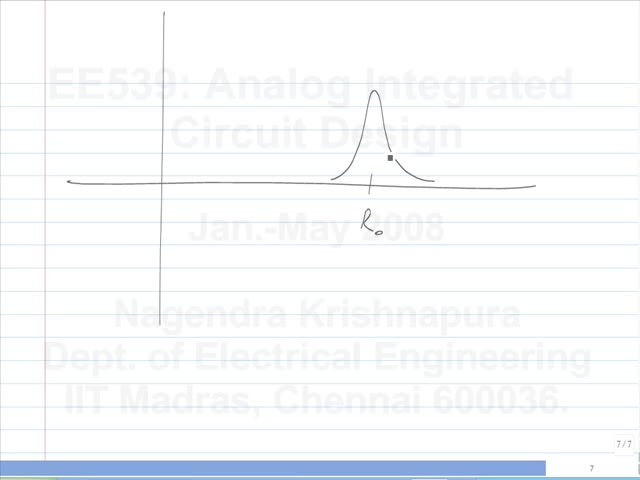 EE539: Analog Integrated
Circuit Design
R₀
Jan.-May 2008
Nagendra Krishnapura
Dept. of Electrical Engineering
IIT Madras, Chennai 600036.
7 / 7
7